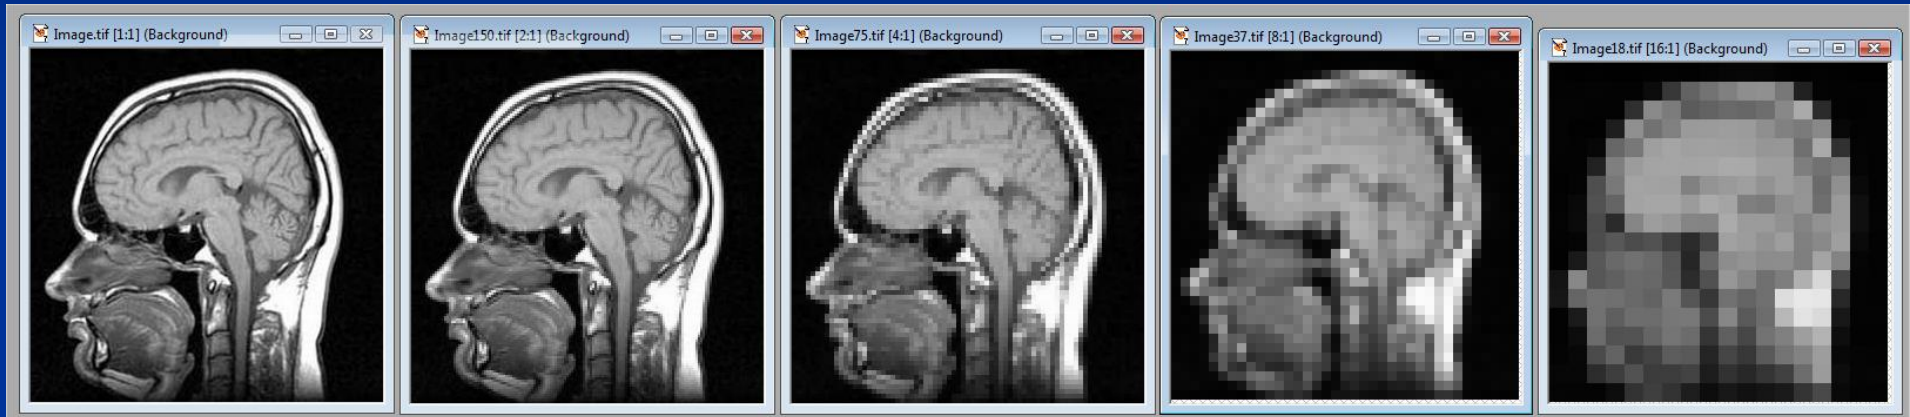 Image.tif [1:1] (Background)
Image150.tif [2:1] (Background)
Image75.tif [4:1] (Background)
Image37.tif [8:1] (Background)
Image18.tif [16:1] (Background)